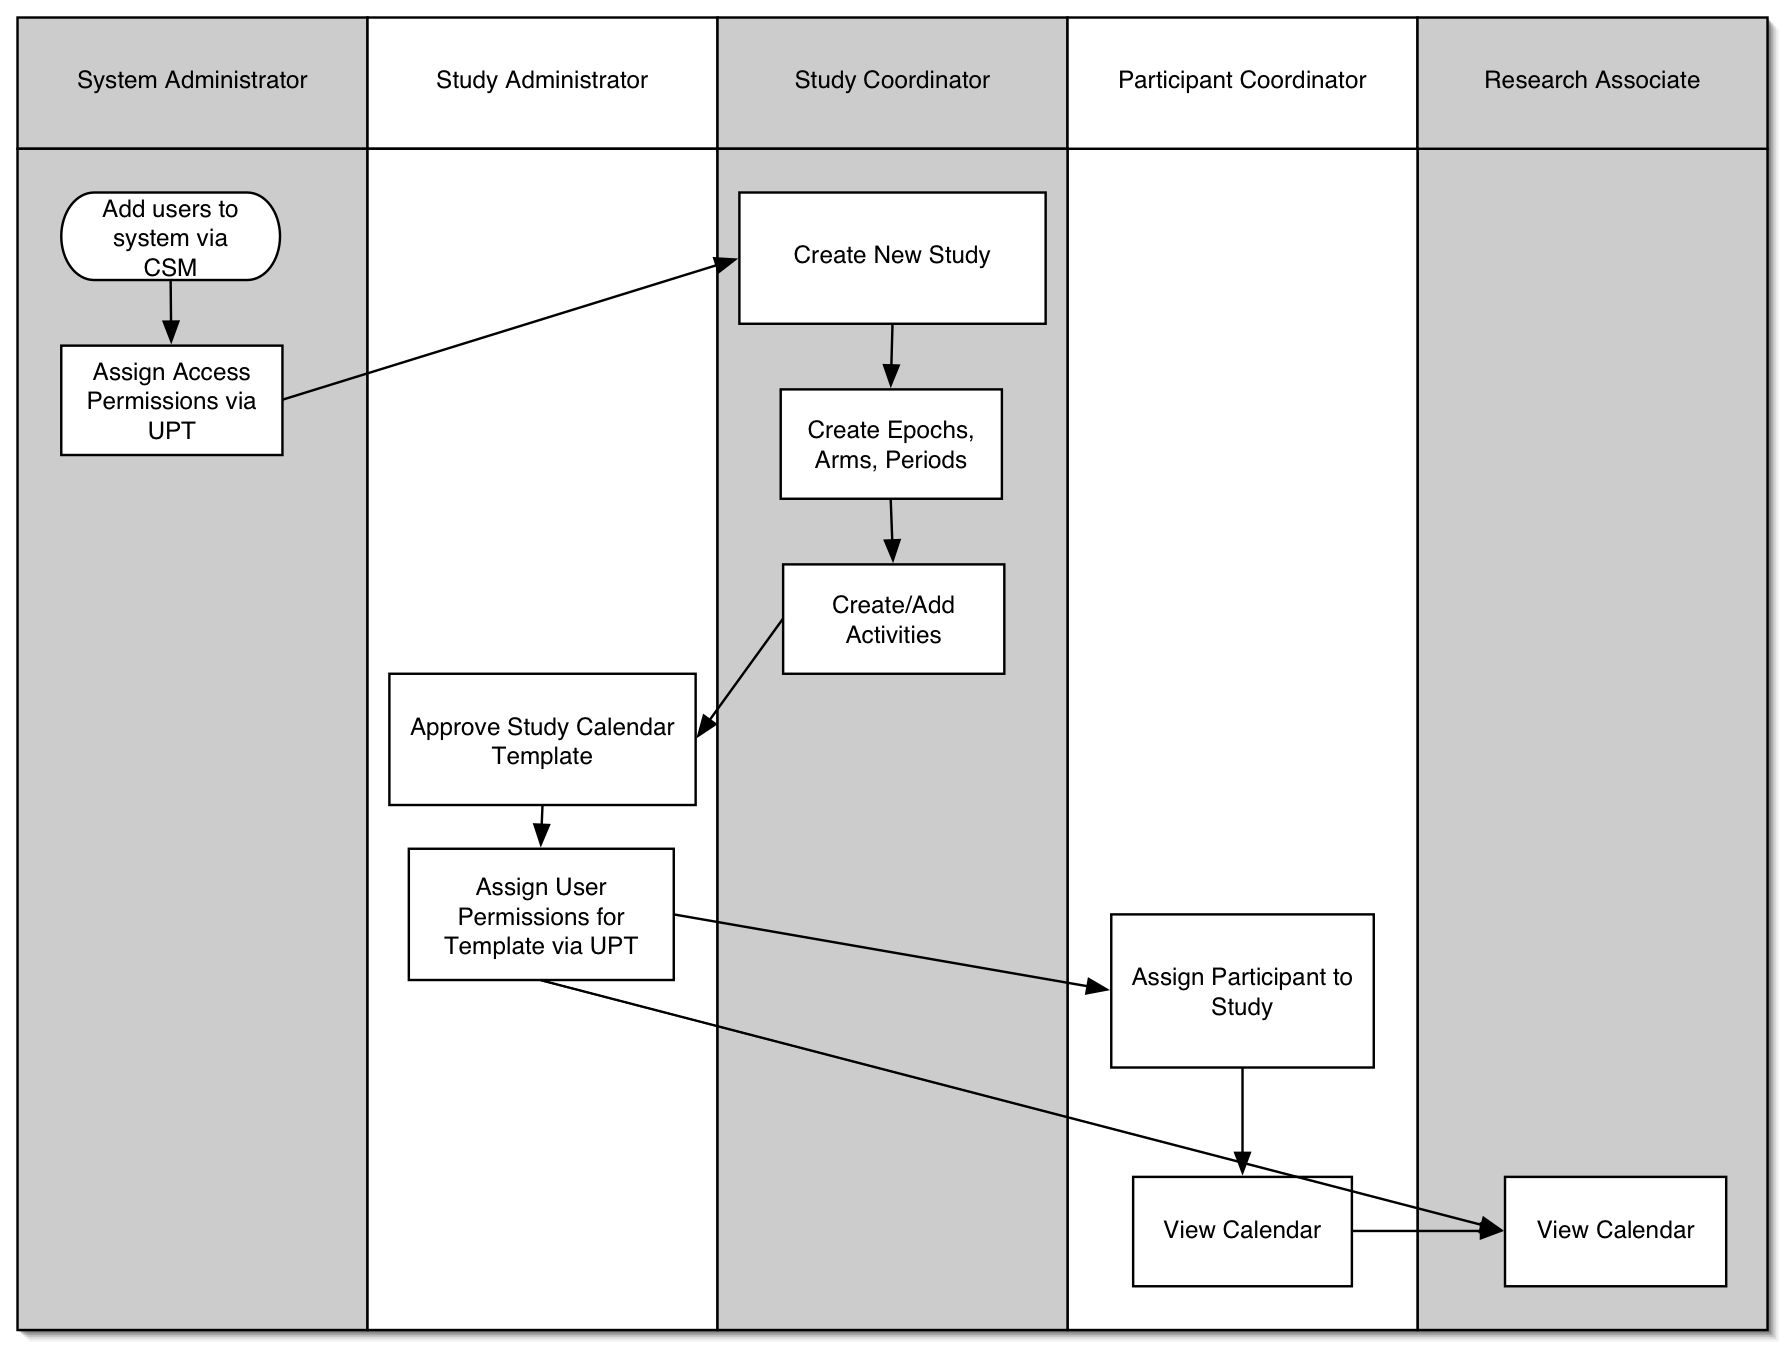 System Administrator
Study Administrator
Study Coordinator
Participant Coordinator
Research Associate
Add users to
system via
CSM
Assign Access
Permissions via
UPT
Create New Study
Create Epochs,
Arms, Periods
Create/Add
Activities
Approve Study Calendar
Template
Assign User
Permissions for
Template via UPT
Assign Participant to
Study
View Calendar
View Calendar